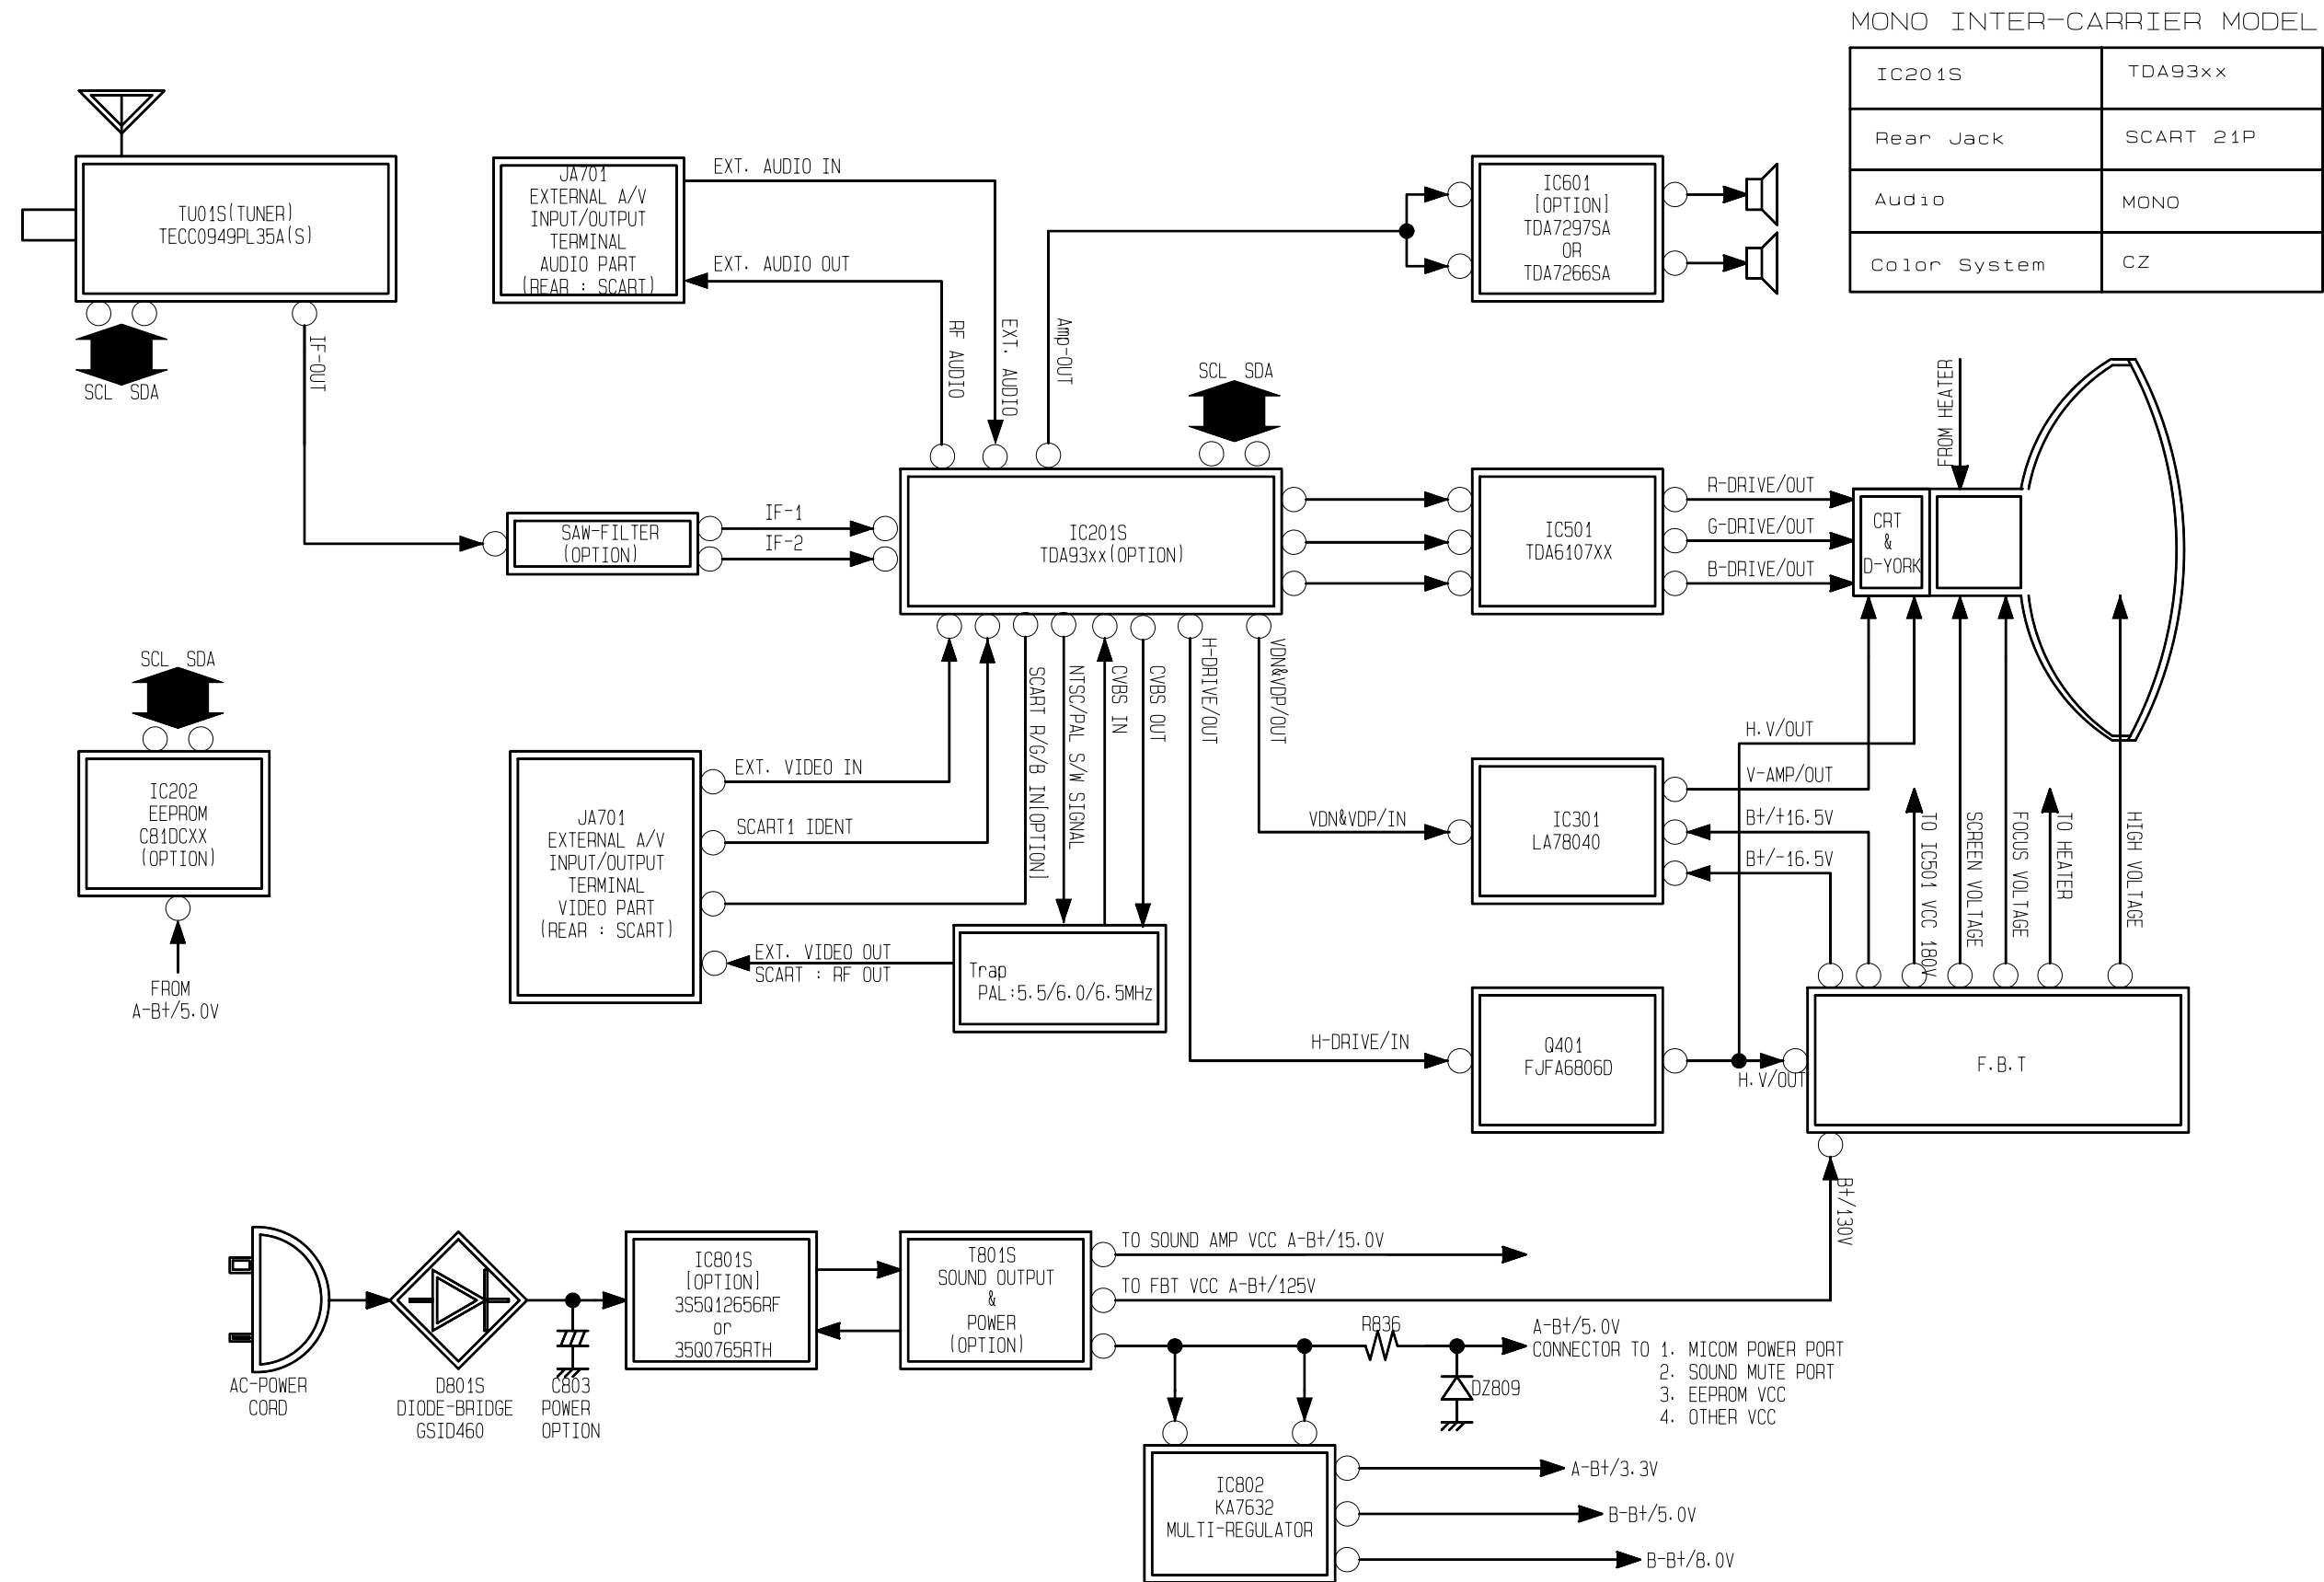 MONO INTER-CARRIER MODEL
IC201S
TDA93xx
Rear Jack
SCART 21P
Audio
MONO
Color System
CZ
TU01S(TUNER)
TECC0949PL35A(S)
SCL SDA
IF-OUT
JA701
EXTERNAL A/V
INPUT/OUTPUT
TERMINAL
AUDIO PART
(REAR : SCART)
EXT. AUDIO IN
EXT. AUDIO OUT
RF AUDIO
EXT. AUDIO
Amp-OUT
IC601
[OPTION]
TDA7297SA
OR
TDA7266SA
SCL SDA
FROM HEATER
SAW-FILTER
(OPTION)
IF-1
IF-2
IC201S
TDA93xx(OPTION)
IC501
TDA6107XX
R-DRIVE/OUT
G-DRIVE/OUT
B-DRIVE/OUT
CRT
&
D-YORK
SCL SDA
IC202
EEPROM
C81DCXX
(OPTION)
FROM
A-B+/5.0V
JA701
EXTERNAL A/V
INPUT/OUTPUT
TERMINAL
VIDEO PART
(REAR : SCART)
EXT. VIDEO IN
SCART1 IDENT
EXT. VIDEO OUT
SCART : RF OUT
SCART R/G/B IN[OPTION]
NTSC/PAL S/W SIGNAL
CVBS IN
CVBS OUT
H-DRIVE/OUT
VDN&VDP/OUT
Trap
PAL:5.5/6.0/6.5MHz
VDN&VDP/IN
IC301
LA78040
H.V/OUT
V-AMP/OUT
B+/+16.5V
B+/-16.5V
TO IC501 VCC 180V
SCREEN VOLTAGE
FOCUS VOLTAGE
TO HEATER
HIGH VOLTAGE
H-DRIVE/IN
Q401
FJFA6806D
H.V/OUT
F.B.T
B+/130V
AC-POWER
CORD
D801S
DIODE-BRIDGE
GSID460
C803
POWER
OPTION
IC801S
[OPTION]
3S5Q12656RF
or
35Q0765RTH
T801S
SOUND OUTPUT
&
POWER
(OPTION)
TO SOUND AMP VCC A-B+/15.0V
TO FBT VCC A-B+/125V
R836
DZ809
A-B+/5.0V
CONNECTOR TO 1. MICOM POWER PORT
2. SOUND MUTE PORT
3. EEPROM VCC
4. OTHER VCC
IC802
KA7632
MULTI-REGULATOR
A-B+/3.3V
B-B+/5.0V
B-B+/8.0V